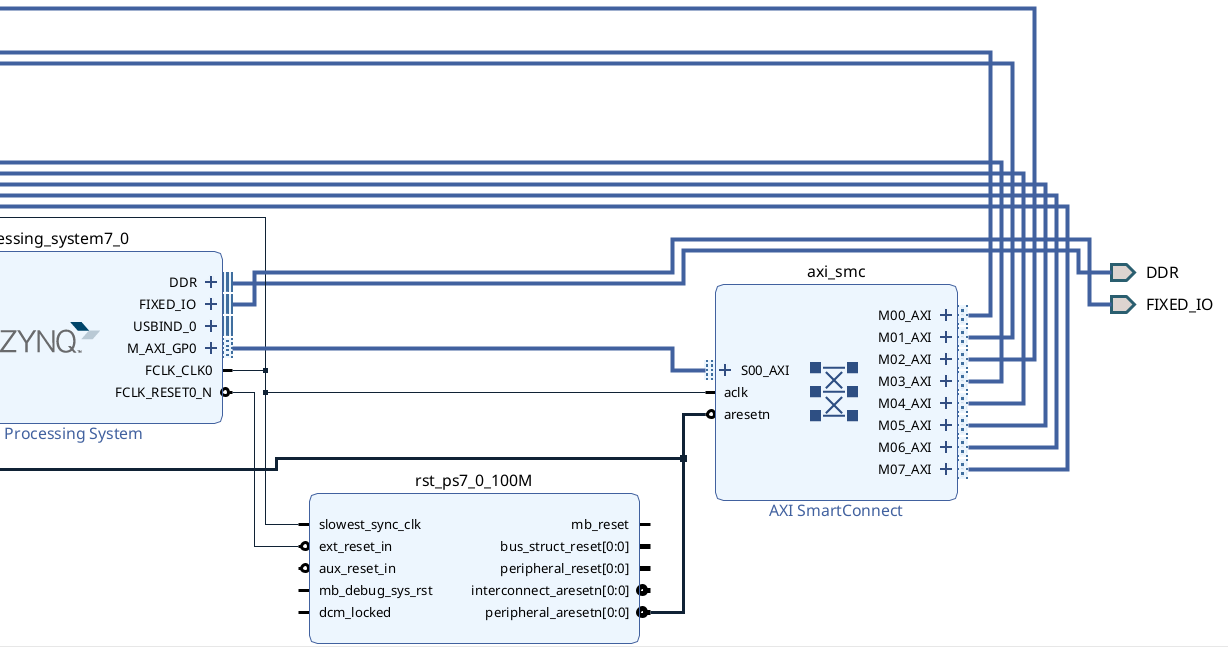 essing_system7_0
DDR
FIXED_IO
USBIND_0
M_AXI_GP0
FCLK_CLK0
FCLK_RESET0_N
ZYNQ
Processing System
axi_smc
S00_AXI
aclk
aresetn
M00_AXI
M01_AXI
M02_AXI
M03_AXI
M04_AXI
M05_AXI
M06_AXI
M07_AXI
AXI SmartConnect
DDR
FIXED_IO
rst_ps7_0_100M
slowest_sync_clk
ext_reset_in
aux_reset_in
mb_debug_sys_rst
dcm_locked
mb_reset
bus_struct_reset[0:0]
peripheral_reset[0:0]
interconnect_aresetn[0:0]
peripheral_aresetn[0:0]